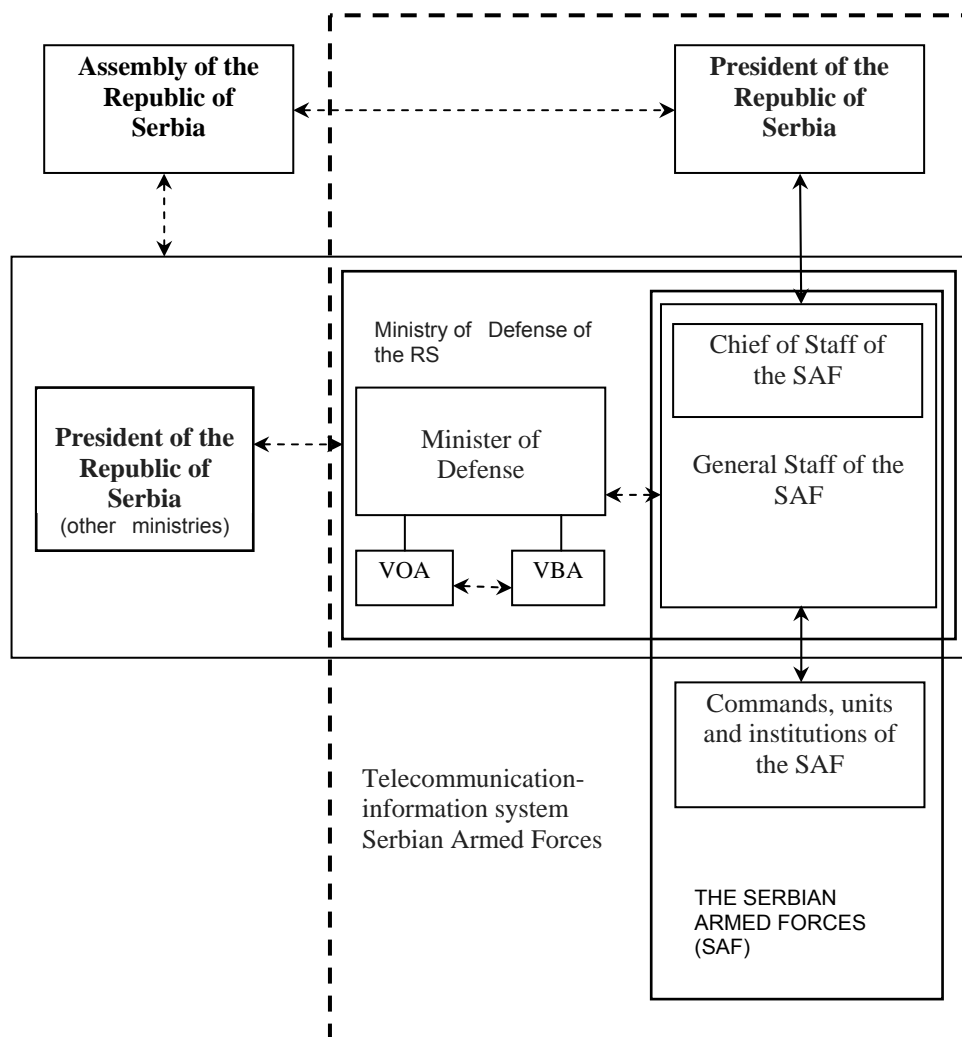 Assembly of the
Republic of
Serbia
President of the
Republic of
Serbia
Ministry of Defense of
the RS
Chief of Staff of
the SAF
President of the
Republic of
Serbia
(other ministries)
Minister of
Defense
General Staff of the
SAF
VOA
VBA
Commands, units
and institutions of
the SAF
Telecommunication-
information system
Serbian Armed Forces
THE SERBIAN
ARMED FORCES
(SAF)